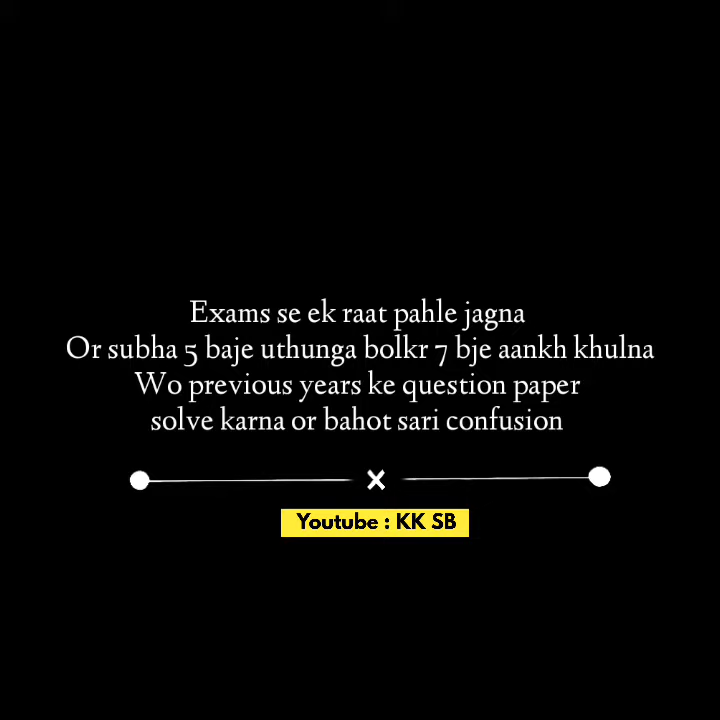 Exams se ek raat pahle jagna
Or subha 5 baje uthunga bolkr 7 bje aankh khulna
Wo previous years ke question paper
solve karna or bahot sari confusion
Youtube : KK SB